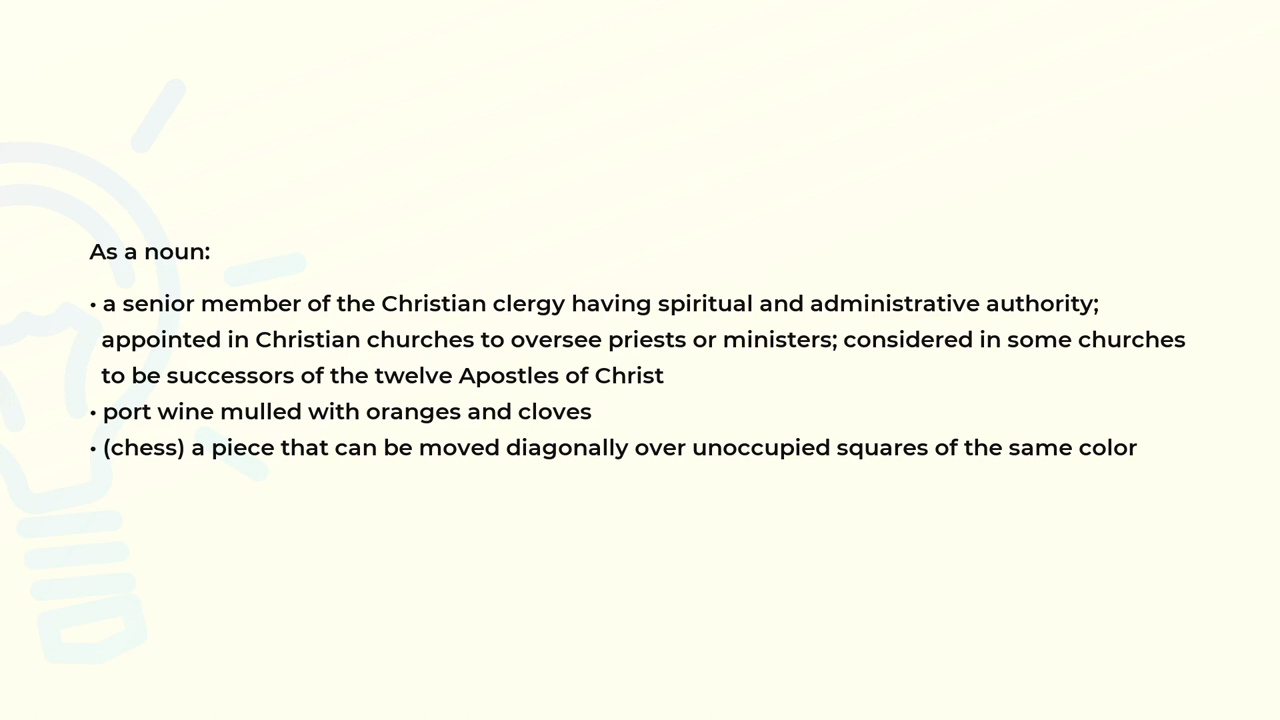 As a noun:
• a senior member of the Christian clergy having spiritual and administrative authority;
appointed in Christian churches to oversee priests or ministers; considered in some churches
to be successors of the twelve Apostles of Christ
• port wine mulled with oranges and cloves
• (chess) a piece that can be moved diagonally over unoccupied squares of the same color